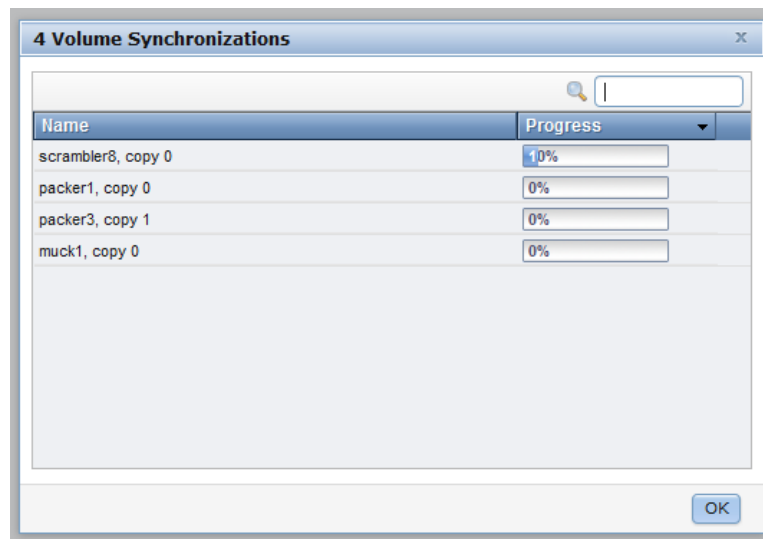 4 Volume Synchronizations x
Name Progress
scrambler8, copy 0 10%
packer1, copy 0 0%
packer3, copy 1 0%
muck1, copy 0 0%
OK